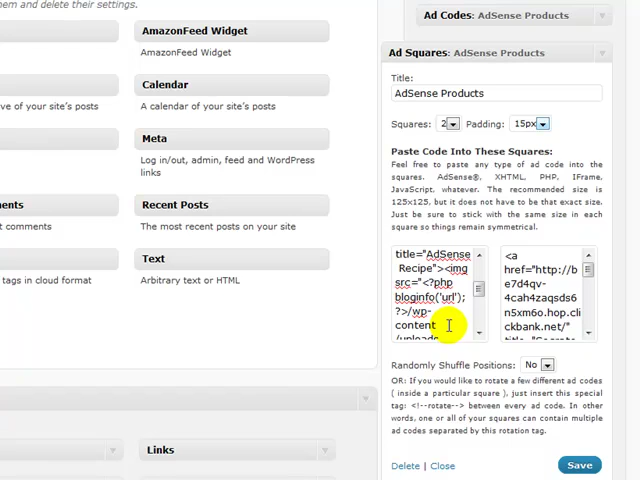 em and delete their settings.
AmazonFeed Widget
AmazonFeed Widget
Calendar
ve of your site's posts
A calendar of your site's posts
Meta
Log in/out, admin, feed and WordPress
links
ments
Recent Posts
t comments
The most recent posts on your site
Text
tags in cloud format
Arbitrary text or HTML
Links
Ad Codes: AdSense Products
Ad Squares: AdSense Products
Title:
AdSense Products
Squares: 2 Padding: 15px
Paste Code Into These Squares:
Feel free to paste any type of ad code into the
squares. AdSense®, XHTML, PHP, IFrame,
JavaScript, whatever. The recommended size is
125x125, but it does not have to be that exact size.
Just be sure to stick with the same size in each
square so things remain symmetrical.
title="AdSense
Recipe"><img
src="<?php
bloginfo('url');
?>/wp-
content
/uploads
<a
href="http://b
e7d4qv-
4cah4zaqsds6
n5xm6o.hop.cli
ckbank.net/"
title="Secrets
Randomly Shuffle Positions: No
OR: If you would like to rotate a few different ad codes
( inside a particular square ), just insert this special
tag: <!--rotate--> between every ad code. In other
words, one or all of your squares can contain multiple
ad codes separated by this rotation tag.
Delete | Close
Save